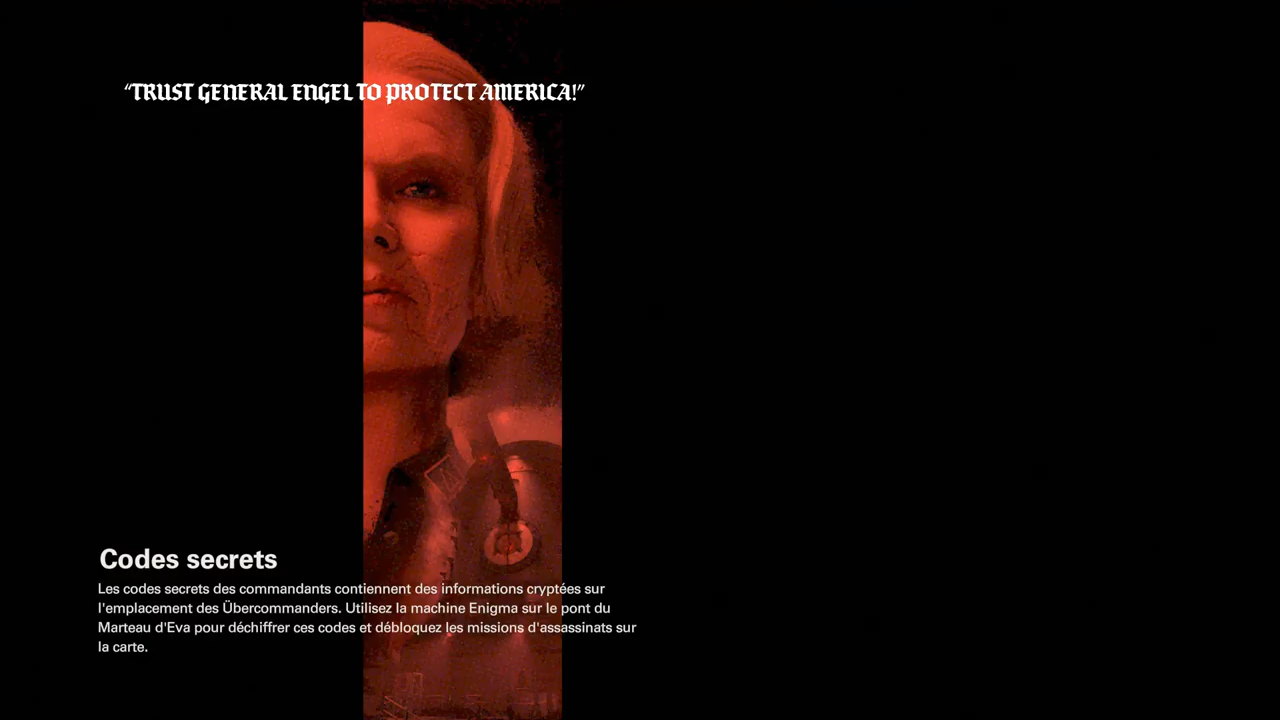 “TRUST GENERAL ENGEL TO PROTECT AMERICA!”
Codes secrets
Les codes secrets des commandants contiennent des informations cryptées sur
l'emplacement des Übercommanders. Utilisez la machine Enigma sur le pont du
Marteau d'Eva pour déchiffrer ces codes et débloquez les missions d'assassinats sur
la carte.